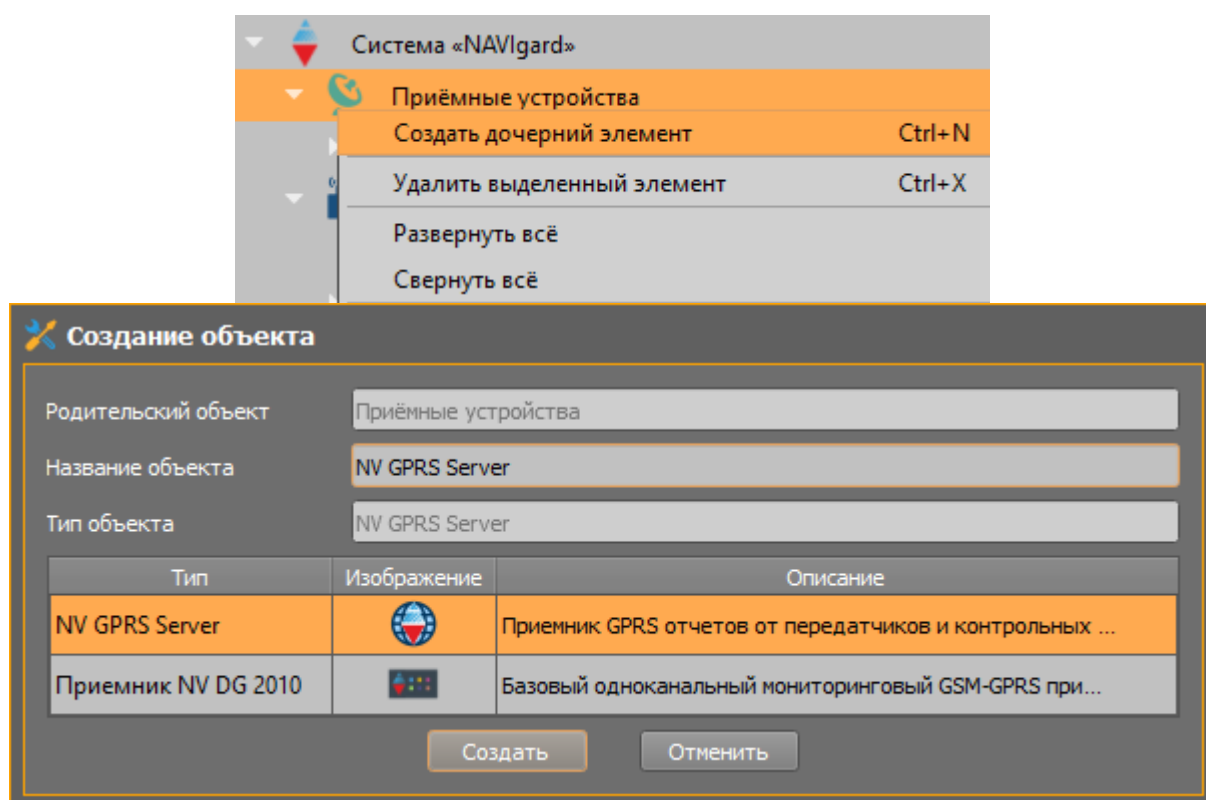 Система «NAVIgard»
Приёмные устройства
Создать дочерний элемент Ctrl+N
Удалить выделенный элемент Ctrl+X
Развернуть всё
Свернуть всё
Создание объекта
Родительский объект Приёмные устройства
Название объекта NV GPRS Server
Тип объекта NV GPRS Server
Тип Изображение Описание
NV GPRS Server Приемник GPRS отчетов от передатчиков и контрольных ...
Приемник NV DG 2010 Базовый одноканальный мониторинговый GSM-GPRS при...
Создать Отменить